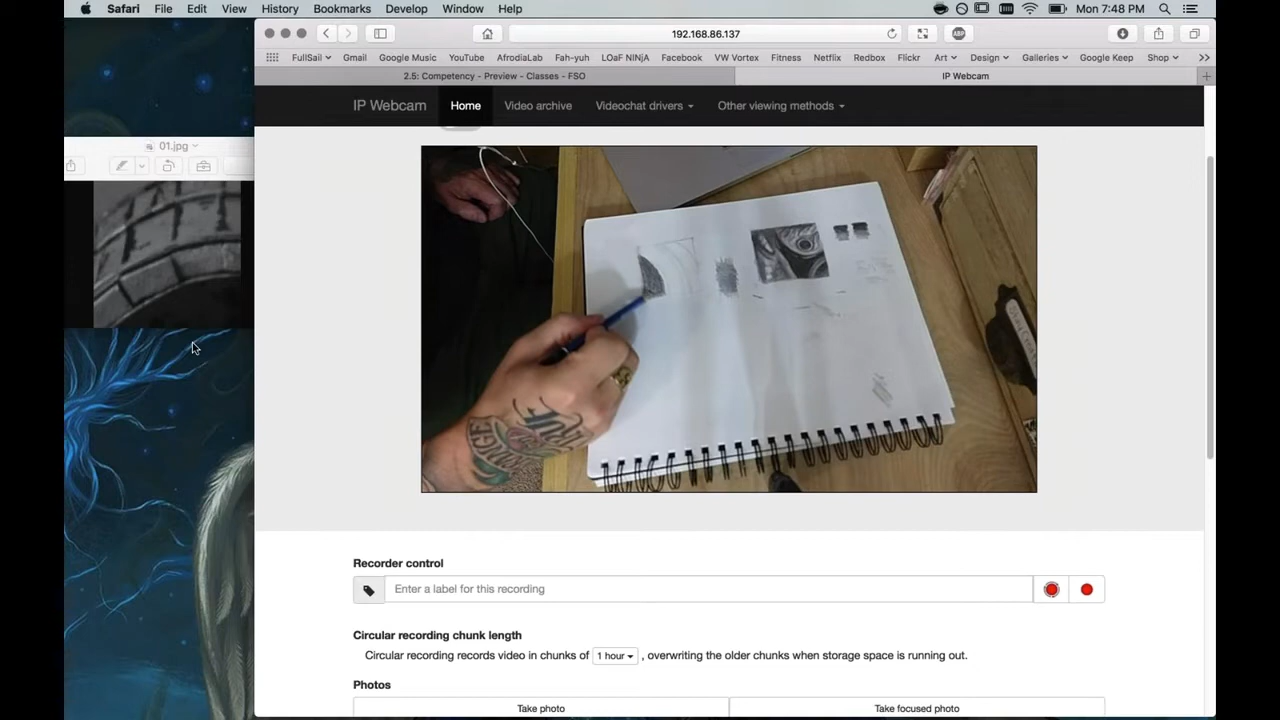 Safari File Edit View History Bookmarks Develop Window Help Mon 7:48 PM
192.168.86.137
FullSail Gmail Google Music YouTube AfrodiaLab Fah-yuh LOaF NINjA Facebook VW Vortex Fitness Netflix Redbox Flickr Art Design Galleries Google Keep Shop
2.5: Competency - Preview - Classes - FSO IP Webcam
IP Webcam Home Video archive Videochat drivers Other viewing methods
01.jpg
ABP
Recorder control
Enter a label for this recording
Circular recording chunk length
Circular recording records video in chunks of 1 hour , overwriting the older chunks when storage space is running out.
Photos
Take photo Take focused photo